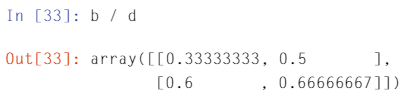 In [33]: b / d
Out[33]: array([[0.33333333, 0.5       ],
                [0.6       , 0.66666667]])